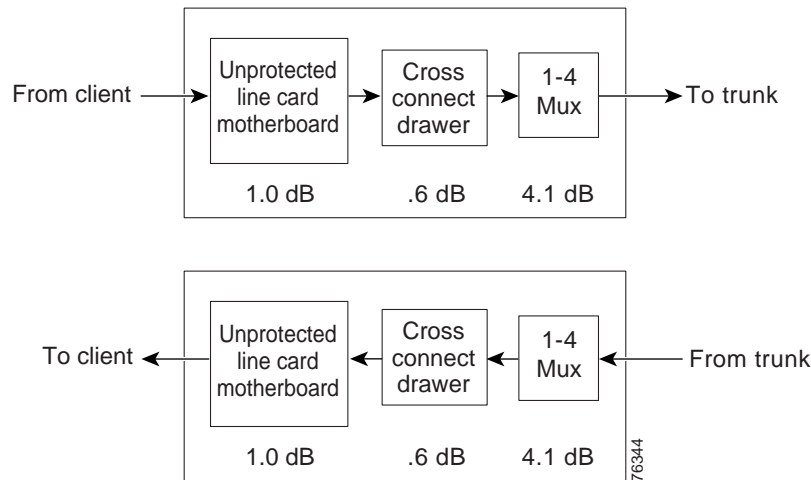 From client
Unprotected
line card
motherboard
Cross
connect
drawer
1-4
Mux
To trunk
1.0 dB
.6 dB
4.1 dB
To client
Unprotected
line card
motherboard
Cross
connect
drawer
1-4
Mux
From trunk
1.0 dB
.6 dB
4.1 dB
76344